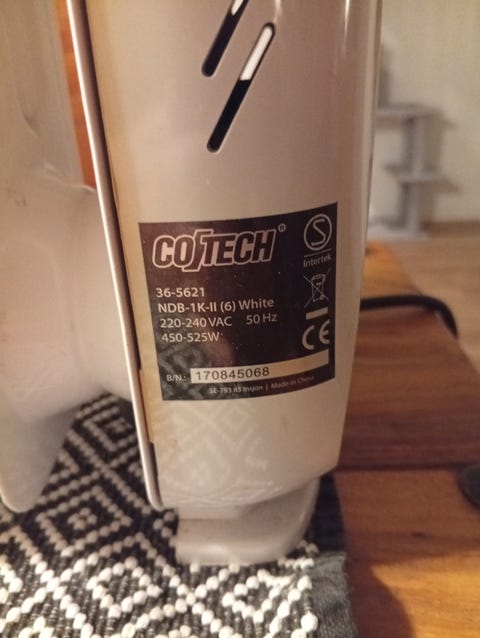 COTECH®
Intertek
36-5621
NDB-1K-II (6) White
220-240 VAC 50 Hz
450-525W
CE
B/N.: 170845068
SE-793 85 Insjön | Made in China